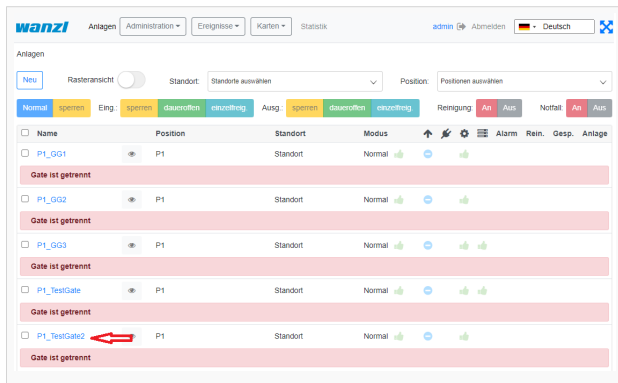 wanzl Anlagen Administration Ereignisse Karten Statistik admin Abmelden Deutsch
Anlagen
Neu Rasteransicht Standort: Standorte auswählen Position: Positionen auswählen
Normal sperren Eing.: sperren daueroffen einzelfreig. Ausg.: sperren daueroffen einzelfreig. Reinigung: An Aus Notfall: An Aus
Name Position Standort Modus Alarm Rein. Gesp. Anlage
P1_GG1 P1 Standort Normal
Gate ist getrennt
P1_GG2 P1 Standort Normal
Gate ist getrennt
P1_GG3 P1 Standort Normal
Gate ist getrennt
P1_TestGate P1 Standort Normal
Gate ist getrennt
P1_TestGate2 P1 Standort Normal
Gate ist getrennt